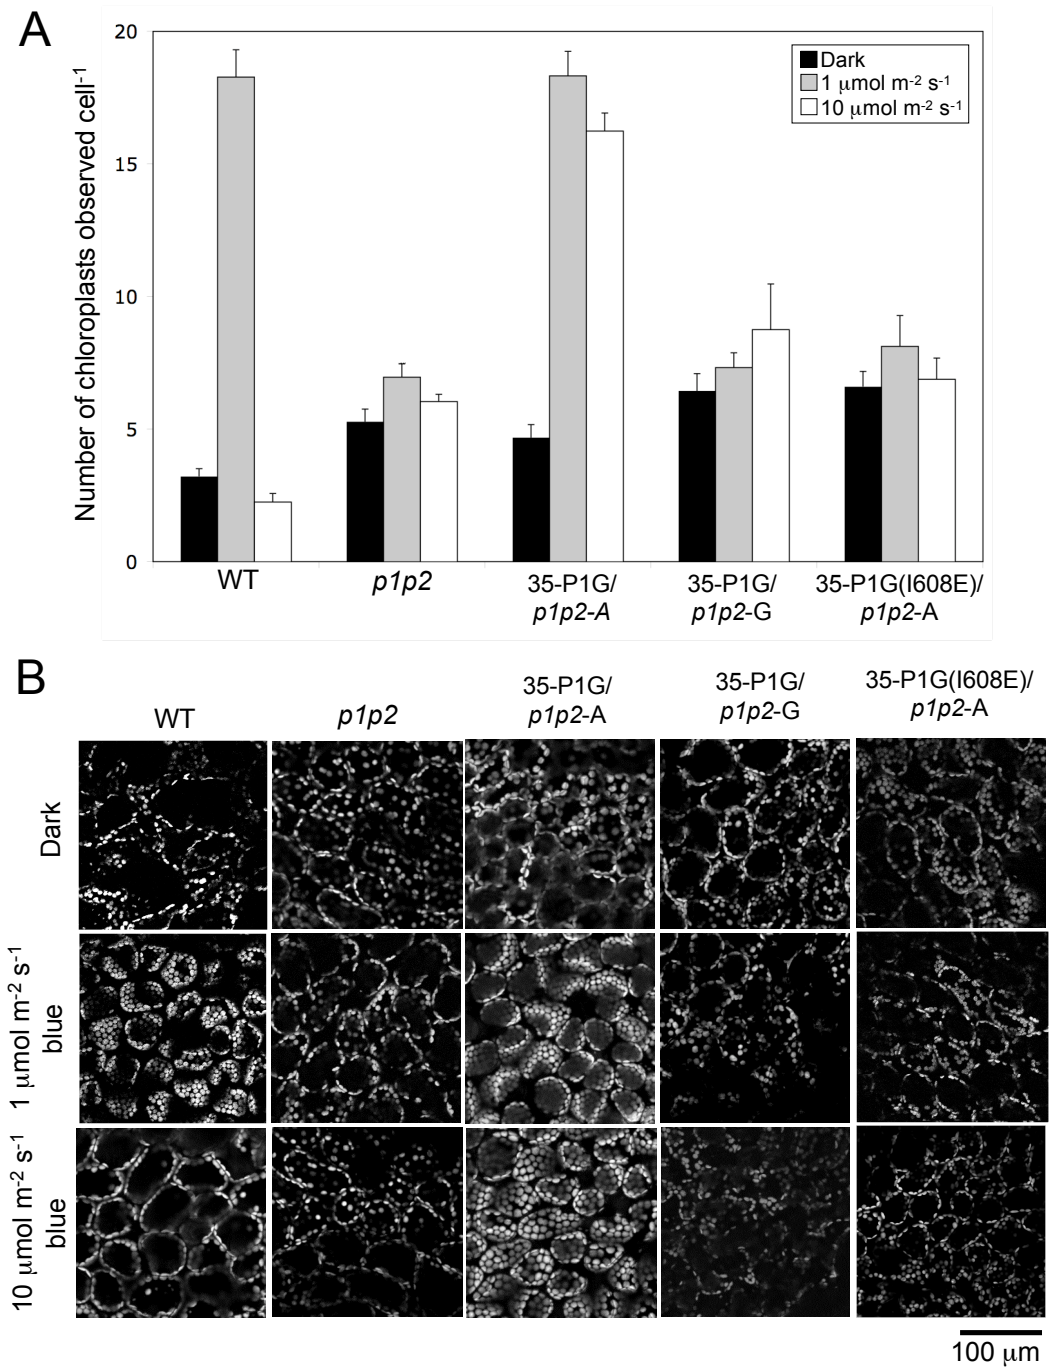 A
Number of chloroplasts observed cell⁻¹
20
15
10
5
0
Dark
1 μmol m⁻² s⁻¹
10 μmol m⁻² s⁻¹
WT
p1p2
35-P1G/
p1p2-A
35-P1G/
p1p2-G
35-P1G(I608E)/
p1p2-A
B
WT
p1p2
35-P1G/
p1p2-A
35-P1G/
p1p2-G
35-P1G(I608E)/
p1p2-A
Dark
1 μmol m⁻² s⁻¹
blue
10 μmol m⁻² s⁻¹
blue
100 μm